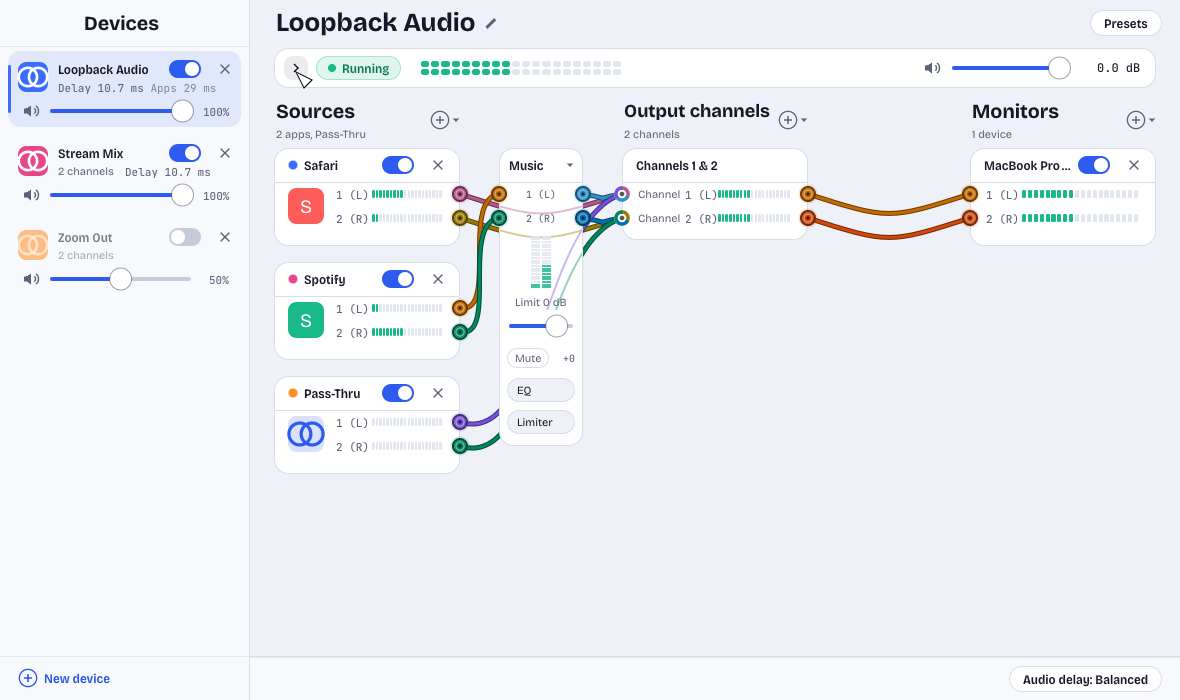 Devices
Loopback Audio
Delay 10.7 ms Apps 29 ms
100%
Stream Mix
2 channels Delay 10.7 ms
100%
Zoom Out
2 channels
50%
New device
Loopback Audio
Presets
Running
0.0 dB
Sources
2 apps, Pass-Thru
Output channels
2 channels
Monitors
1 device
Safari
S
1 (L)
2 (R)
Spotify
S
1 (L)
2 (R)
Pass-Thru
1 (L)
2 (R)
Music
1 (L)
2 (R)
Limit 0 dB
Mute +0
EQ
Limiter
Channels 1 & 2
Channel 1 (L)
Channel 2 (R)
MacBook Pro ...
1 (L)
2 (R)
Audio delay: Balanced